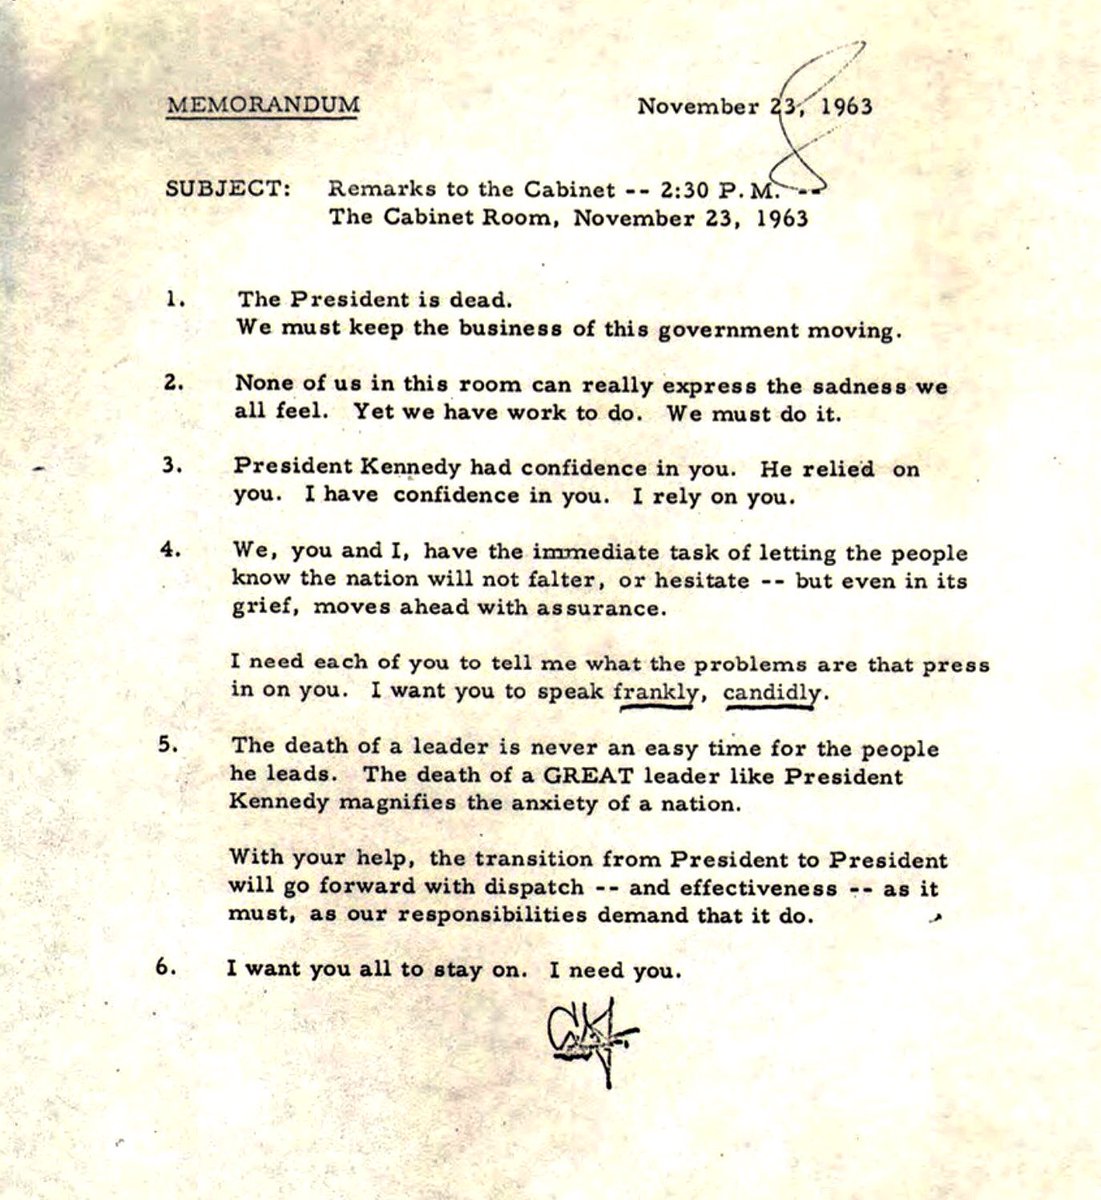 MEMORANDUM November 23, 1963
SUBJECT: Remarks to the Cabinet -- 2:30 P.M. --
The Cabinet Room, November 23, 1963
1. The President is dead.
We must keep the business of this government moving.
2. None of us in this room can really express the sadness we
all feel. Yet we have work to do. We must do it.
3. President Kennedy had confidence in you. He relied on
you. I have confidence in you. I rely on you.
4. We, you and I, have the immediate task of letting the people
know the nation will not falter, or hesitate -- but even in its
grief, moves ahead with assurance.
I need each of you to tell me what the problems are that press
in on you. I want you to speak frankly, candidly.
5. The death of a leader is never an easy time for the people
he leads. The death of a GREAT leader like President
Kennedy magnifies the anxiety of a nation.
With your help, the transition from President to President
will go forward with dispatch -- and effectiveness -- as it
must, as our responsibilities demand that it do.
6. I want you all to stay on. I need you.